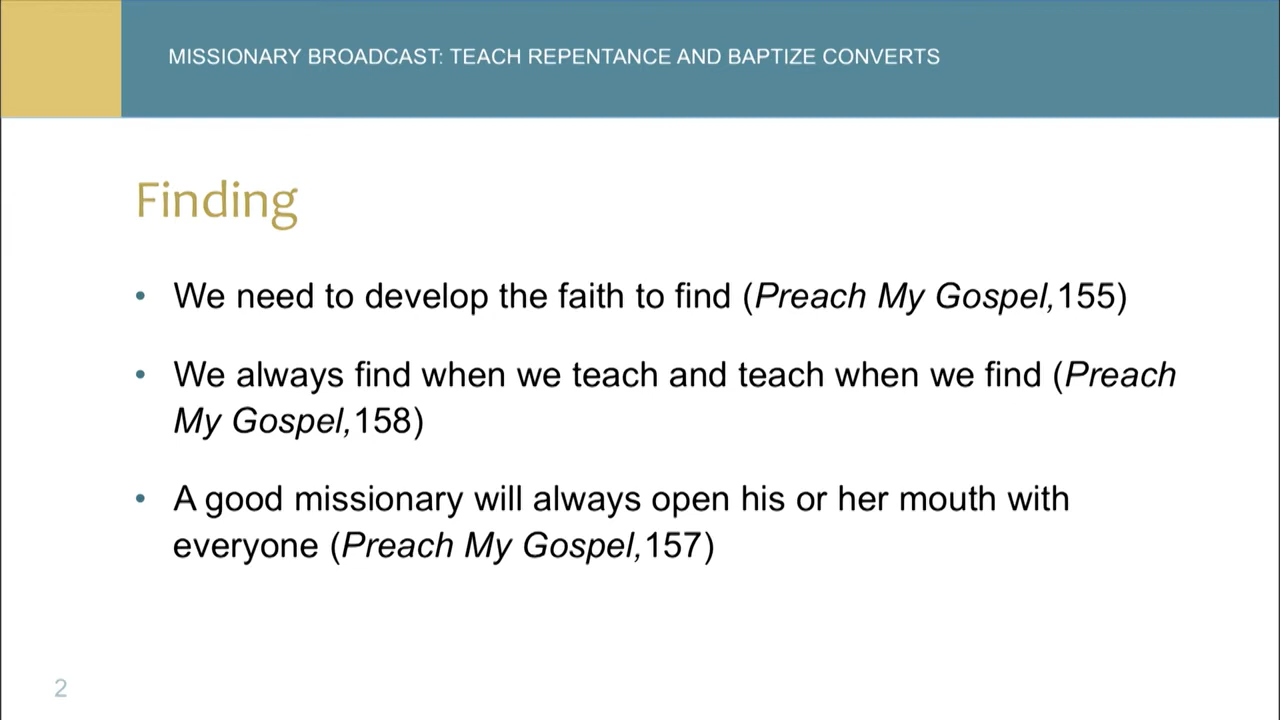 MISSIONARY BROADCAST: TEACH REPENTANCE AND BAPTIZE CONVERTS
Finding
• We need to develop the faith to find (Preach My Gospel,155)
• We always find when we teach and teach when we find (Preach
My Gospel,158)
• A good missionary will always open his or her mouth with
everyone (Preach My Gospel,157)
2